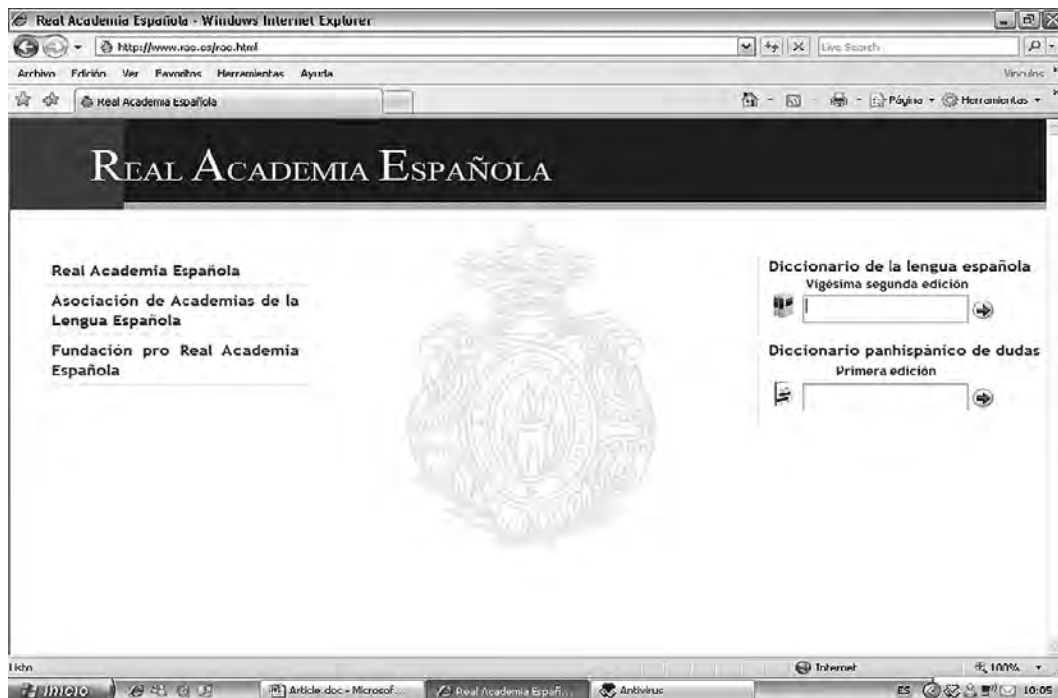 Real Academia Española - Windows Internet Explorer
http://www.rae.es/rae.html
Live Search
Archivo Edición Ver Favoritos Herramientas Ayuda
Vínculos
Real Academia Española
Página
Herramientas
REAL ACADEMIA ESPAÑOLA
Real Academia Española
Asociación de Academias de la
Lengua Española
Fundación pro Real Academia
Española
Diccionario de la lengua española
Vigésima segunda edición
Diccionario panhispánico de dudas
Primera edición
Listo
Internet
100%
Inicio
Article.doc - Microsof...
Real Academia Españ...
Antivirus
ES
10:05